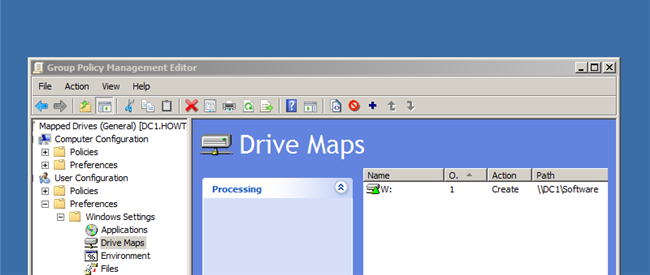 Group Policy Management Editor
File Action View Help
Mapped Drives (General) [DC1.HOWT
Computer Configuration
Policies
Preferences
User Configuration
Policies
Preferences
Windows Settings
Applications
Drive Maps
Environment
Files
Drive Maps
Processing
Name O. Action Path
W: 1 Create \\DC1\Software